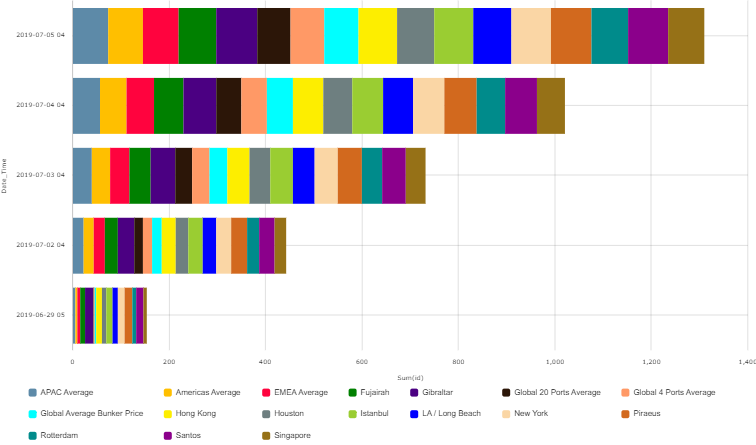 2019-07-05 04
2019-07-04 04
2019-07-03 04
2019-07-02 04
2019-06-29 05
Date_Time
0 200 400 600 800 1,000 1,200 1,400
Sum(id)
APAC Average Americas Average EMEA Average Fujairah Gibraltar Global 20 Ports Average Global 4 Ports Average
Global Average Bunker Price Hong Kong Houston Istanbul LA / Long Beach New York Piraeus
Rotterdam Santos Singapore